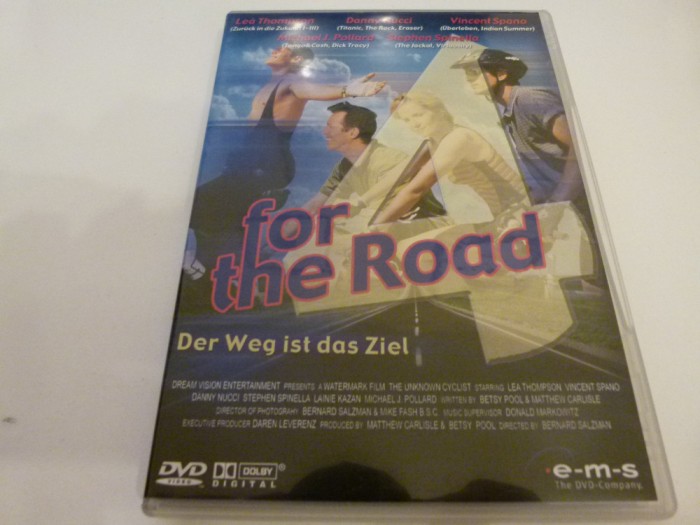 Lea Thompson Danny Nucci Vincent Spano
(Zurück in die Zukunft I-III) (Titanic, The Rock, Eraser) (Überleben, Indian Summer)
Michael J. Pollard Stephen Spinella
Cash, Dick Tracy) (The Jackal, Virtuosity)
4
for
the Road
Der Weg ist das Ziel
DREAM VISION ENTERTAINMENT PRESENTS A WATERMARK FILM THE UNKNOWN CYCLIST STARRING LEA THOMPSON VINCENT SPANO
DANNY NUCCI STEPHEN SPINELLA LAINIE KAZAN MICHAEL J. POLLARD WRITTEN BY BETSY POOL & MATTHEW CARLISLE
DIRECTOR OF PHOTOGRAHY BERNARD SALZMAN & MIKE FASH B.S.C. MUSIC SUPERVISOR DONALD MARKOWITZ
EXECUTIVE PRODUCER DAREN LEVERENZ PRODUCED BY MATTHEW CARLISLE & BETSY POOL DIRECTED BY BERNARD SALZMAN
DVD VIDEO DOLBY DIGITAL
e-m-s
The DVD-Company.